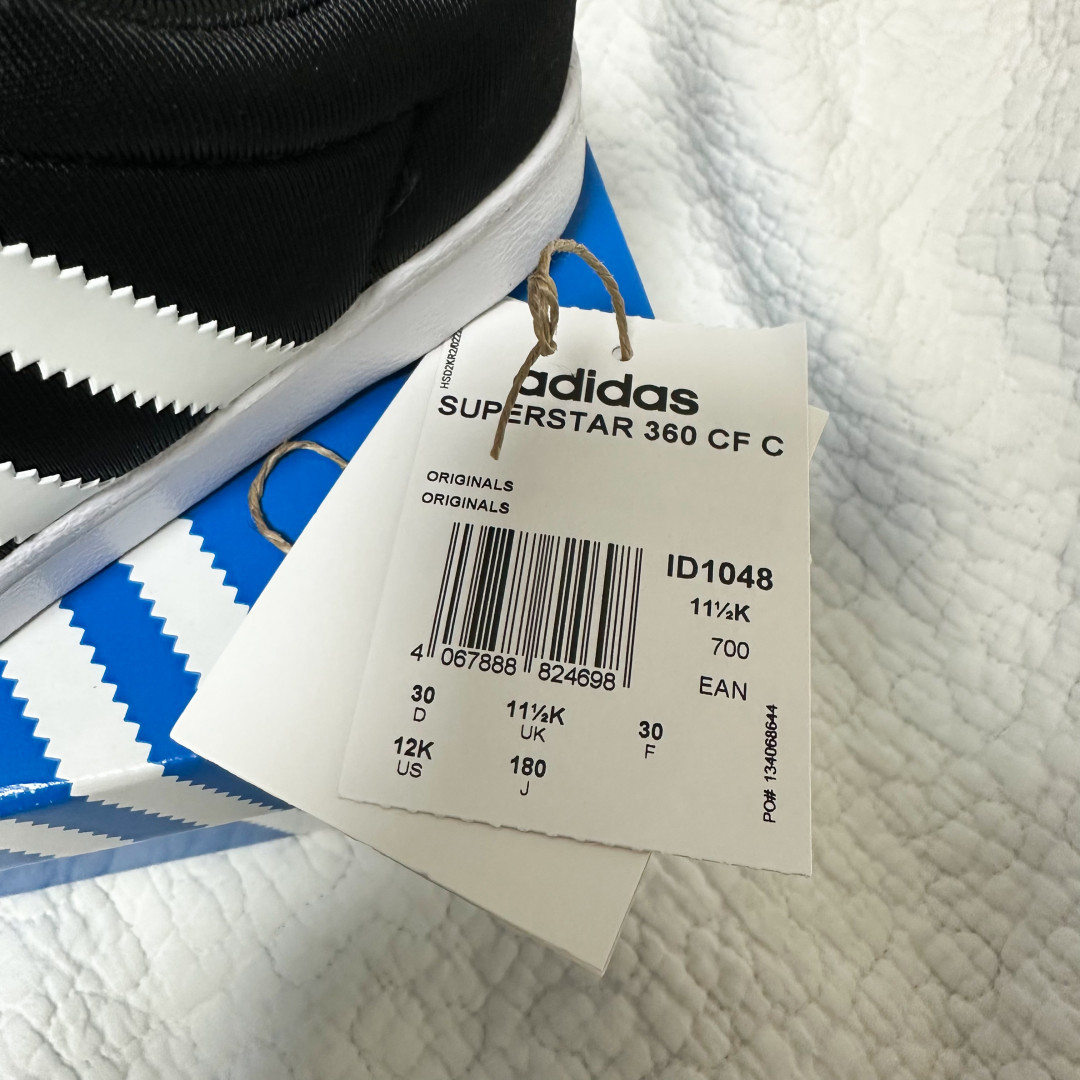 adidas
SUPERSTAR 360 CF C
ORIGINALS
ORIGINALS
ID1048
11½K
700
EAN
4 067888 824698
30
D
11½K
UK
30
F
12K
US
180
J
PO# 134068644